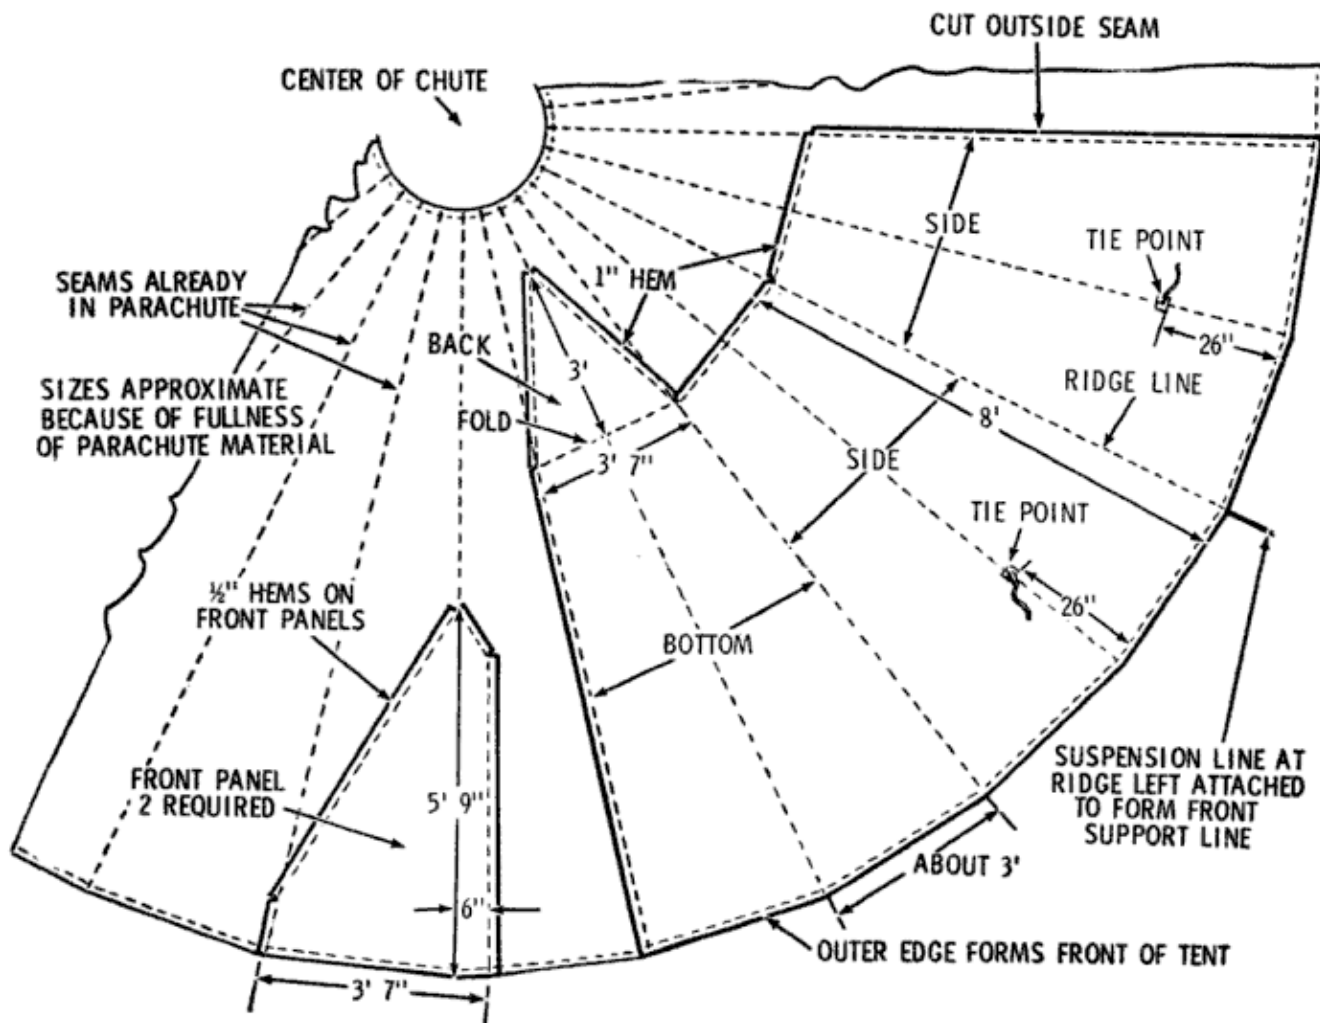 CUT OUTSIDE SEAM
CENTER OF CHUTE
SIDE
TIE POINT
1" HEM
SEAMS ALREADY
IN PARACHUTE
BACK
3'
26"
RIDGE LINE
SIZES APPROXIMATE
BECAUSE OF FULLNESS
OF PARACHUTE MATERIAL
FOLD
8'
3' 7"
SIDE
TIE POINT
½" HEMS ON
FRONT PANELS
26"
BOTTOM
FRONT PANEL
2 REQUIRED
5' 9"
SUSPENSION LINE AT
RIDGE LEFT ATTACHED
TO FORM FRONT
SUPPORT LINE
ABOUT 3'
6"
OUTER EDGE FORMS FRONT OF TENT
3' 7"